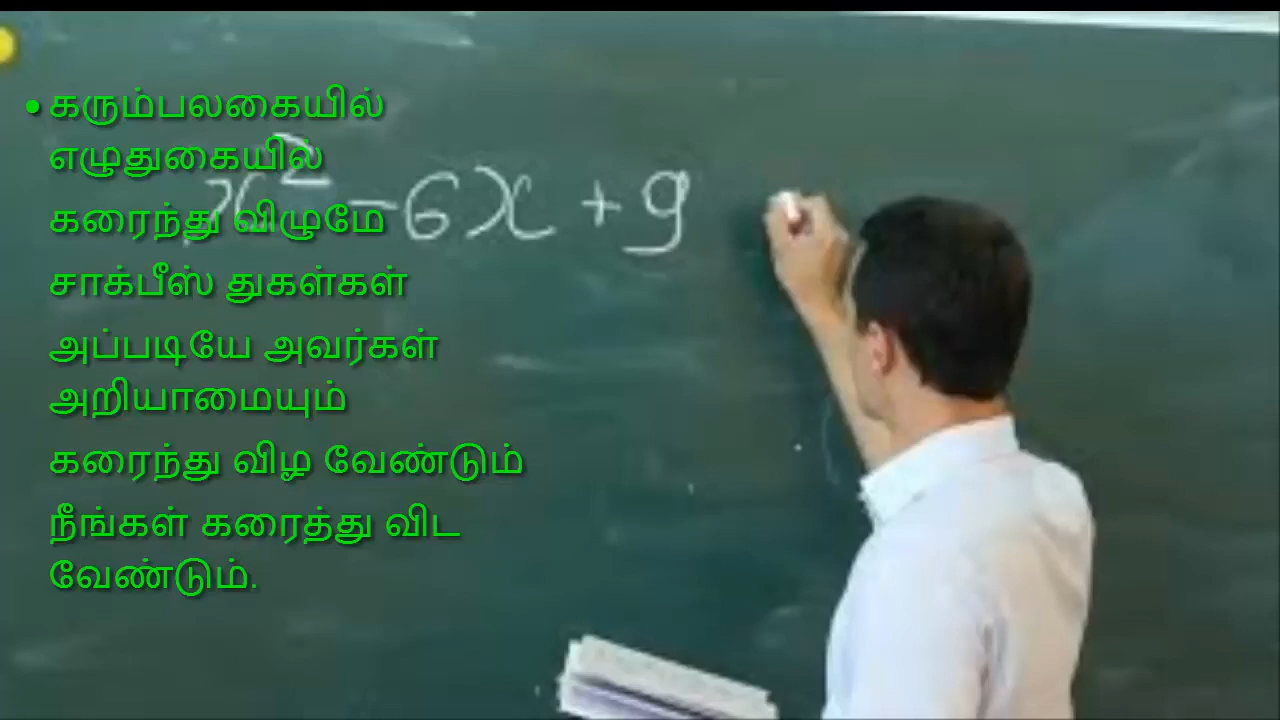 • கரும்பலகையில்
எழுதுகையில
கரைந்து விழுமே
சாக்பீஸ் துகள்கள்
அப்படியே அவர்கள்
அறியாமையும்
கரைந்து விழ வேண்டும்
நீங்கள் கரைத்து விட
வேண்டும்.
x² - 6x + 9